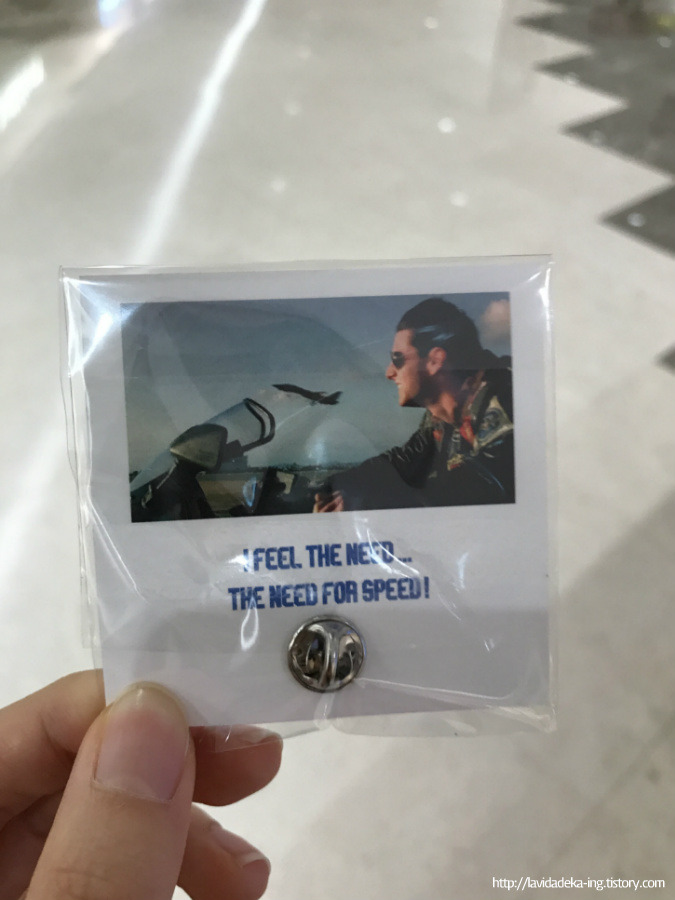 I FEEL THE NEED...
THE NEED FOR SPEED!
http://lavidadeka-ing.tistory.com